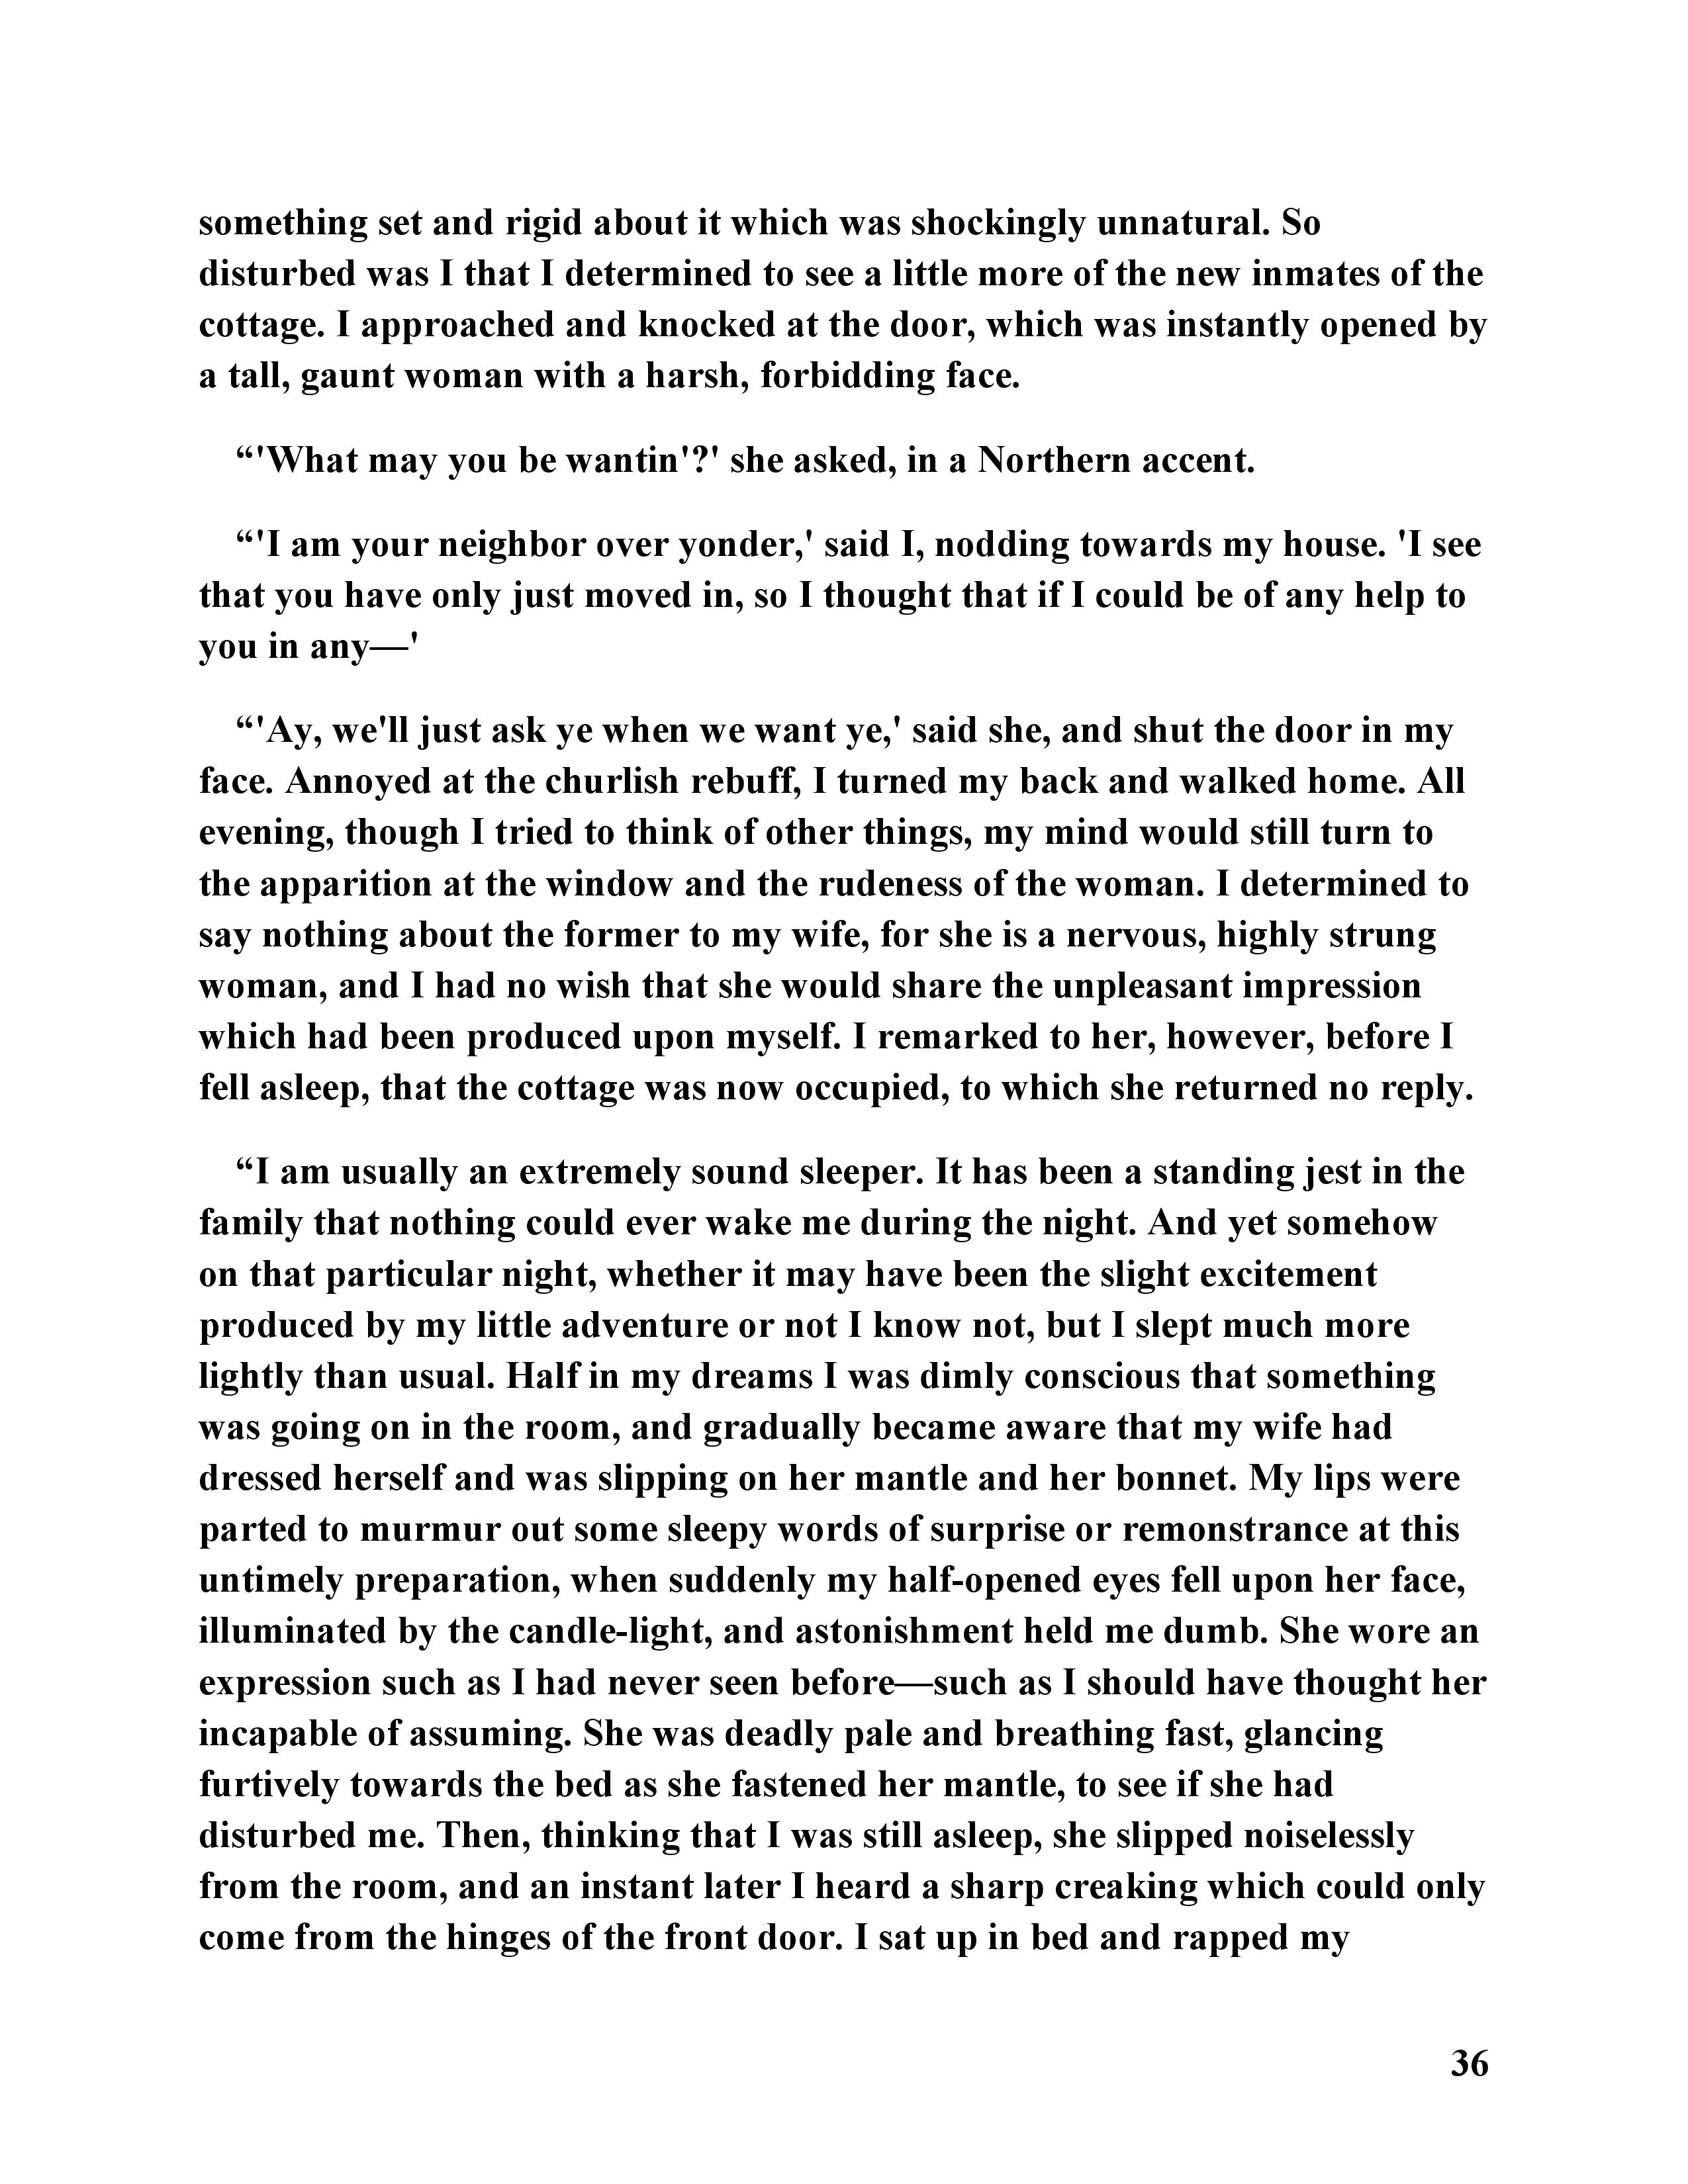 something set and rigid about it which was shockingly unnatural. So
disturbed was I that I determined to see a little more of the new inmates of the
cottage. I approached and knocked at the door, which was instantly opened by
a tall, gaunt woman with a harsh, forbidding face.
“'What may you be wantin'?' she asked, in a Northern accent.
“'I am your neighbor over yonder,' said I, nodding towards my house. 'I see
that you have only just moved in, so I thought that if I could be of any help to
you in any—'
“'Ay, we'll just ask ye when we want ye,' said she, and shut the door in my
face. Annoyed at the churlish rebuff, I turned my back and walked home. All
evening, though I tried to think of other things, my mind would still turn to
the apparition at the window and the rudeness of the woman. I determined to
say nothing about the former to my wife, for she is a nervous, highly strung
woman, and I had no wish that she would share the unpleasant impression
which had been produced upon myself. I remarked to her, however, before I
fell asleep, that the cottage was now occupied, to which she returned no reply.
“I am usually an extremely sound sleeper. It has been a standing jest in the
family that nothing could ever wake me during the night. And yet somehow
on that particular night, whether it may have been the slight excitement
produced by my little adventure or not I know not, but I slept much more
lightly than usual. Half in my dreams I was dimly conscious that something
was going on in the room, and gradually became aware that my wife had
dressed herself and was slipping on her mantle and her bonnet. My lips were
parted to murmur out some sleepy words of surprise or remonstrance at this
untimely preparation, when suddenly my half-opened eyes fell upon her face,
illuminated by the candle-light, and astonishment held me dumb. She wore an
expression such as I had never seen before—such as I should have thought her
incapable of assuming. She was deadly pale and breathing fast, glancing
furtively towards the bed as she fastened her mantle, to see if she had
disturbed me. Then, thinking that I was still asleep, she slipped noiselessly
from the room, and an instant later I heard a sharp creaking which could only
come from the hinges of the front door. I sat up in bed and rapped my
36